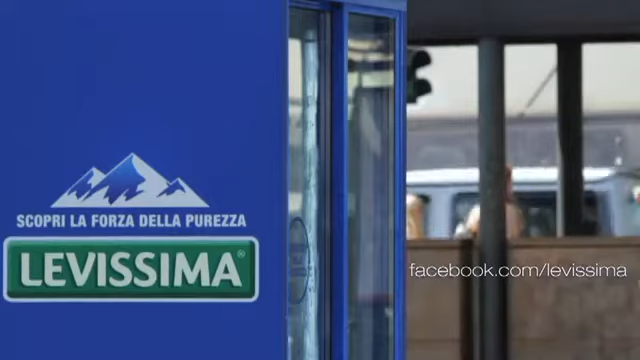 SCOPRI LA FORZA DELLA PUREZZA
LEVISSIMA®
facebook.com/levissima